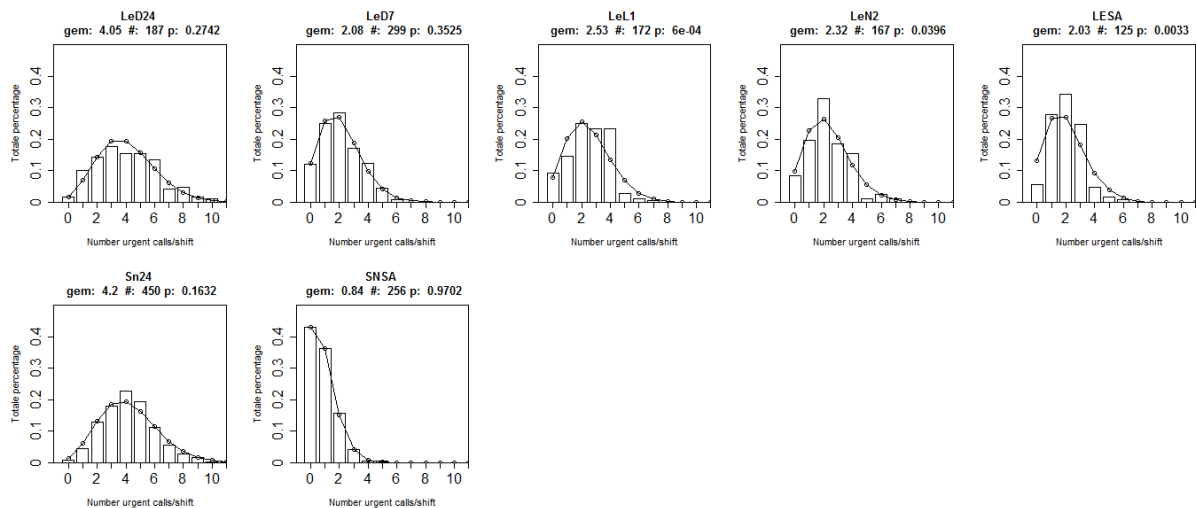 LeD24
gem: 4.05 #: 187 p: 0.2742
Totale percentage
0 0.1 0.2 0.3 0.4
0 2 4 6 8 10
Number urgent calls/shift
LeD7
gem: 2.08 #: 299 p: 0.3525
Totale percentage
0 0.1 0.2 0.3 0.4
0 2 4 6 8 10
Number urgent calls/shift
LeL1
gem: 2.53 #: 172 p: 6e-04
Totale percentage
0 0.1 0.2 0.3 0.4
0 2 4 6 8 10
Number urgent calls/shift
LeN2
gem: 2.32 #: 167 p: 0.0396
Totale percentage
0 0.1 0.2 0.3 0.4
0 2 4 6 8 10
Number urgent calls/shift
LESA
gem: 2.03 #: 125 p: 0.0033
Totale percentage
0 0.1 0.2 0.3 0.4
0 2 4 6 8 10
Number urgent calls/shift
Sn24
gem: 4.2 #: 450 p: 0.1632
Totale percentage
0 0.1 0.2 0.3 0.4
0 2 4 6 8 10
Number urgent calls/shift
SNSA
gem: 0.84 #: 256 p: 0.9702
Totale percentage
0 0.1 0.2 0.3 0.4
0 2 4 6 8 10
Number urgent calls/shift